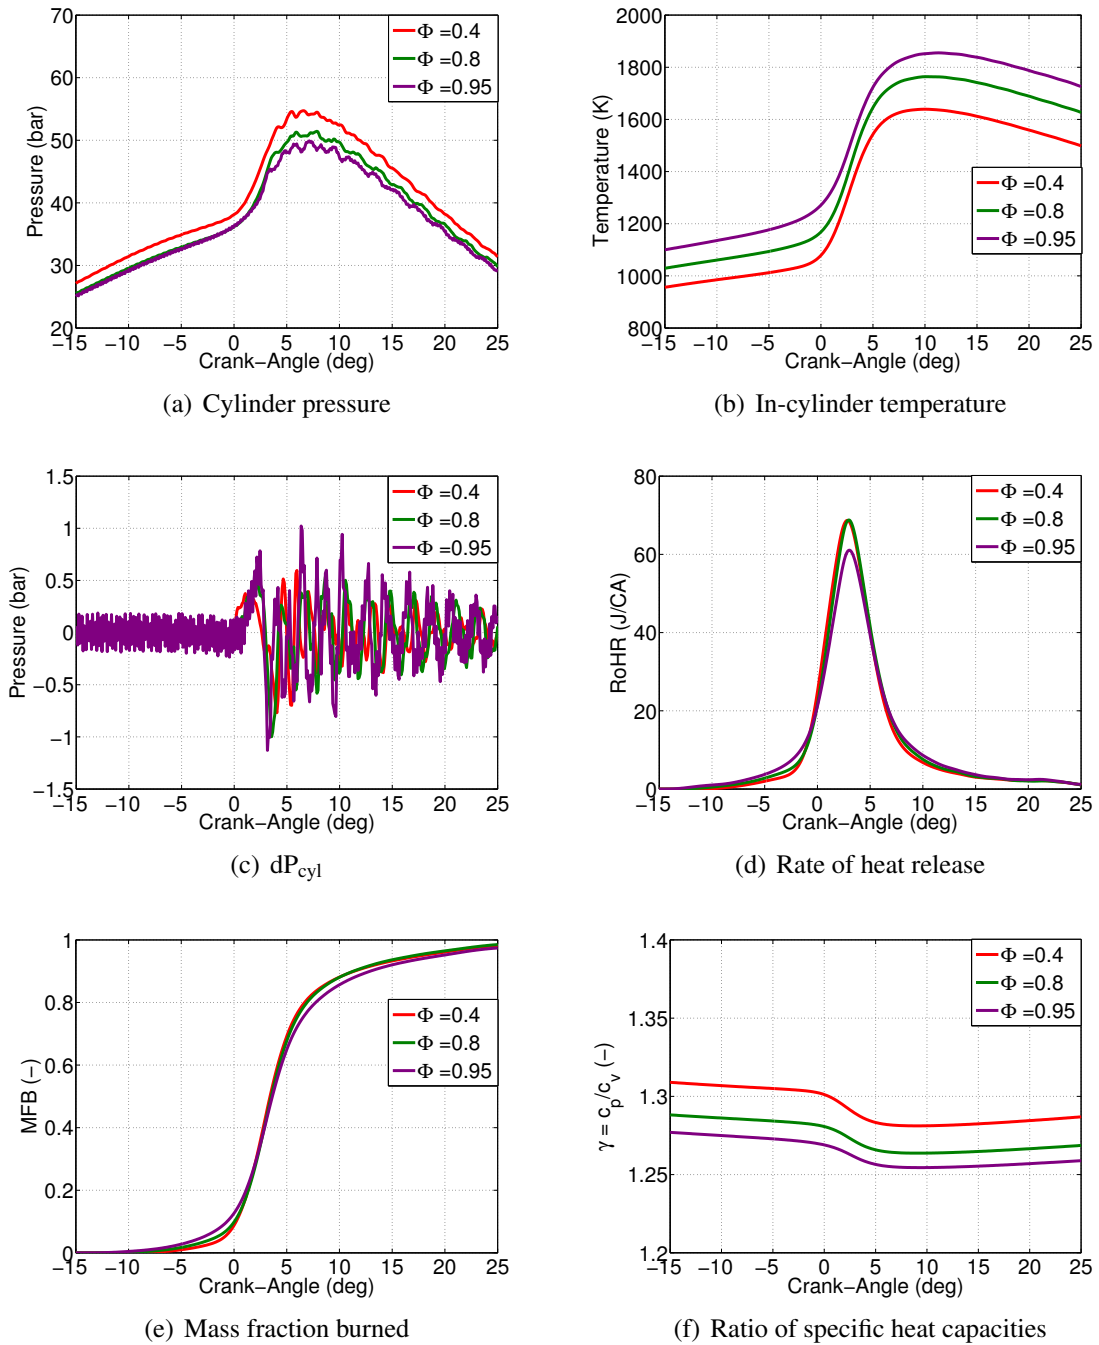 70
60
50
40
30
20
−15 −10 −5 0 5 10 15 20 25
Pressure (bar)
Crank−Angle (deg)
Φ =0.4
Φ =0.8
Φ =0.95
(a) Cylinder pressure
2000
1800
1600
1400
1200
1000
800
−15 −10 −5 0 5 10 15 20 25
Temperature (K)
Crank−Angle (deg)
Φ =0.4
Φ =0.8
Φ =0.95
(b) In-cylinder temperature
1.5
1
0.5
0
−0.5
−1
−1.5
−15 −10 −5 0 5 10 15 20 25
Pressure (bar)
Crank−Angle (deg)
Φ =0.4
Φ =0.8
Φ =0.95
(c) dPcyl
80
60
40
20
0
−15 −10 −5 0 5 10 15 20 25
RoHR (J/CA)
Crank−Angle (deg)
Φ =0.4
Φ =0.8
Φ =0.95
(d) Rate of heat release
1
0.8
0.6
0.4
0.2
0
−15 −10 −5 0 5 10 15 20 25
MFB (−)
Crank−Angle (deg)
Φ =0.4
Φ =0.8
Φ =0.95
(e) Mass fraction burned
1.4
1.35
1.3
1.25
1.2
−15 −10 −5 0 5 10 15 20 25
γ = cp/cv (−)
Crank−Angle (deg)
Φ =0.4
Φ =0.8
Φ =0.95
(f) Ratio of specific heat capacities